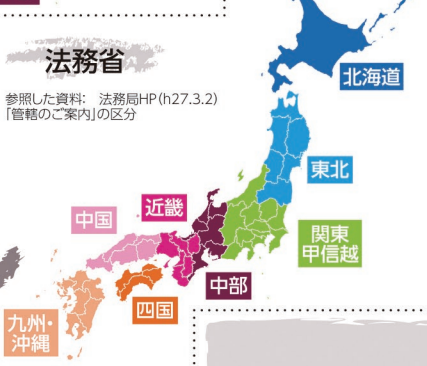 法務省
参照した資料: 法務局HP(h27.3.2)
「管轄のご案内」の区分
北海道
東北
近畿
中国
関東
甲信越
中部
四国
九州・
沖縄